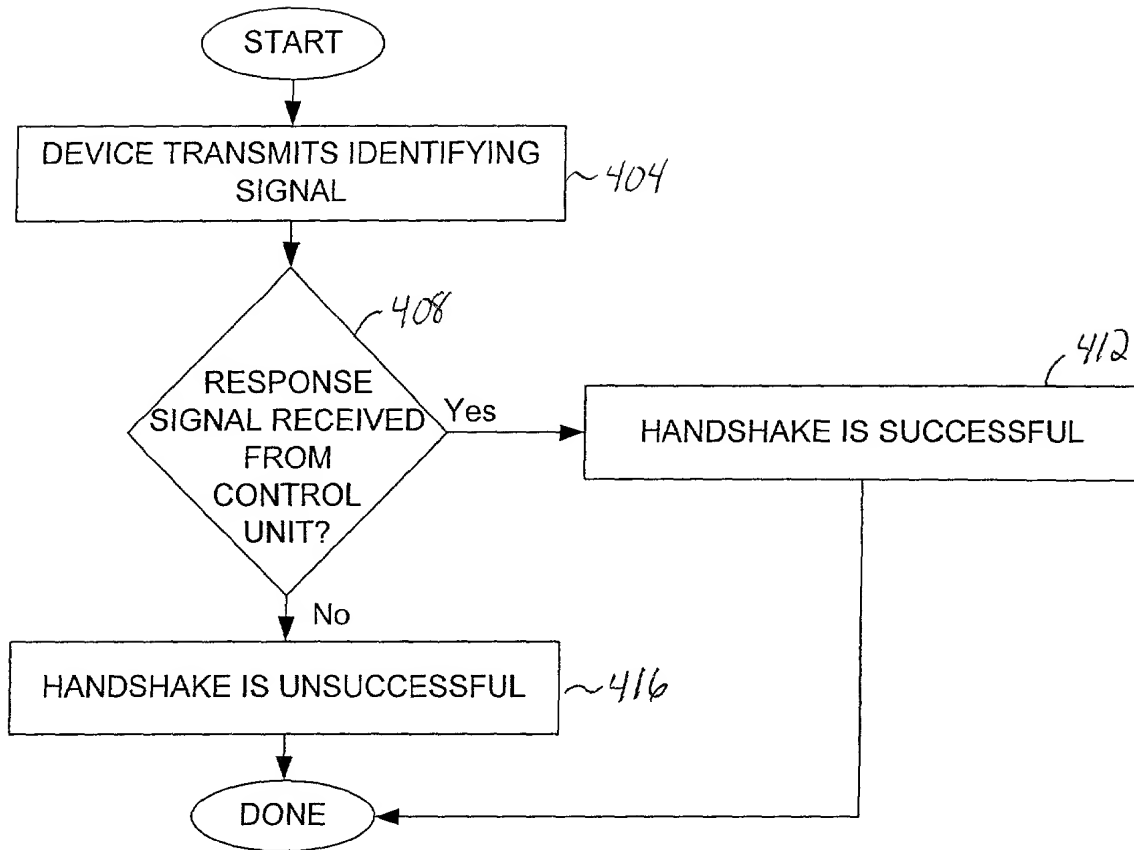 START
DEVICE TRANSMITS IDENTIFYING
SIGNAL
404
408
RESPONSE
SIGNAL RECEIVED
FROM
CONTROL
UNIT?
Yes
412
HANDSHAKE IS SUCCESSFUL
No
HANDSHAKE IS UNSUCCESSFUL
416
DONE